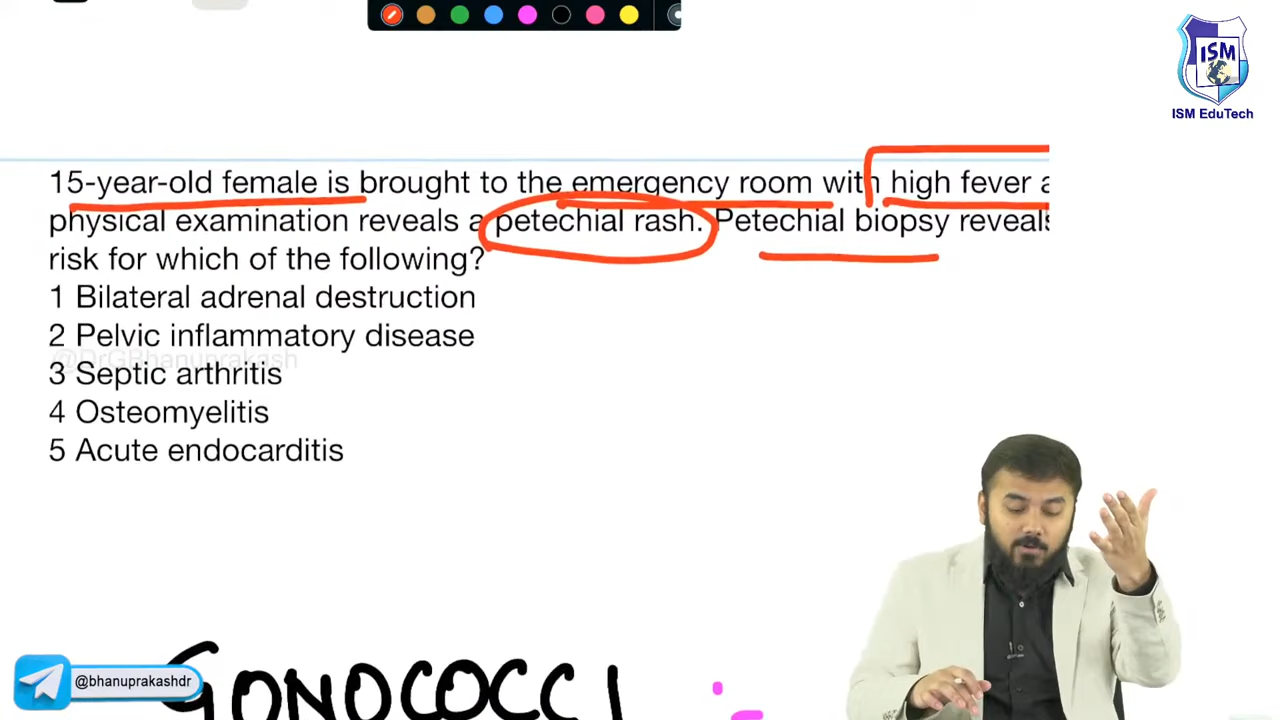 ISM
ISM EduTech
15-year-old female is brought to the emergency room with high fever a
physical examination reveals a petechial rash. Petechial biopsy reveals
risk for which of the following?
1 Bilateral adrenal destruction
2 Pelvic inflammatory disease
@DrGBhanuprakash
3 Septic arthritis
4 Osteomyelitis
5 Acute endocarditis
@bhanuprakashdr
GONOCOCCI